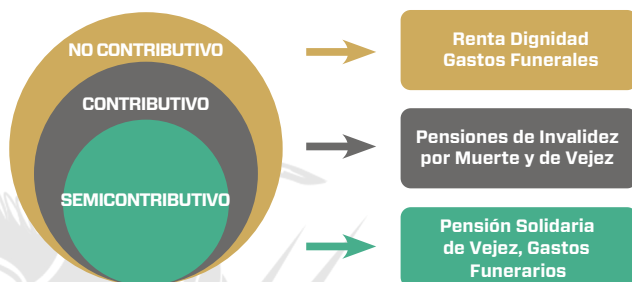 NO CONTRIBUTIVO
Renta Dignidad
Gastos Funerales
CONTRIBUTIVO
Pensiones de Invalidez
por Muerte y de Vejez
SEMICONTRIBUTIVO
Pensión Solidaria
de Vejez, Gastos
Funerarios